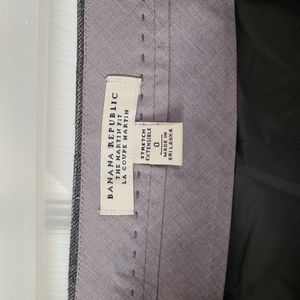 BANANA REPUBLIC
THE MARTIN FIT
LA COUPE MARTIN
STRETCH
EXTENSIBLE
0
MADE IN
SRI LANKA